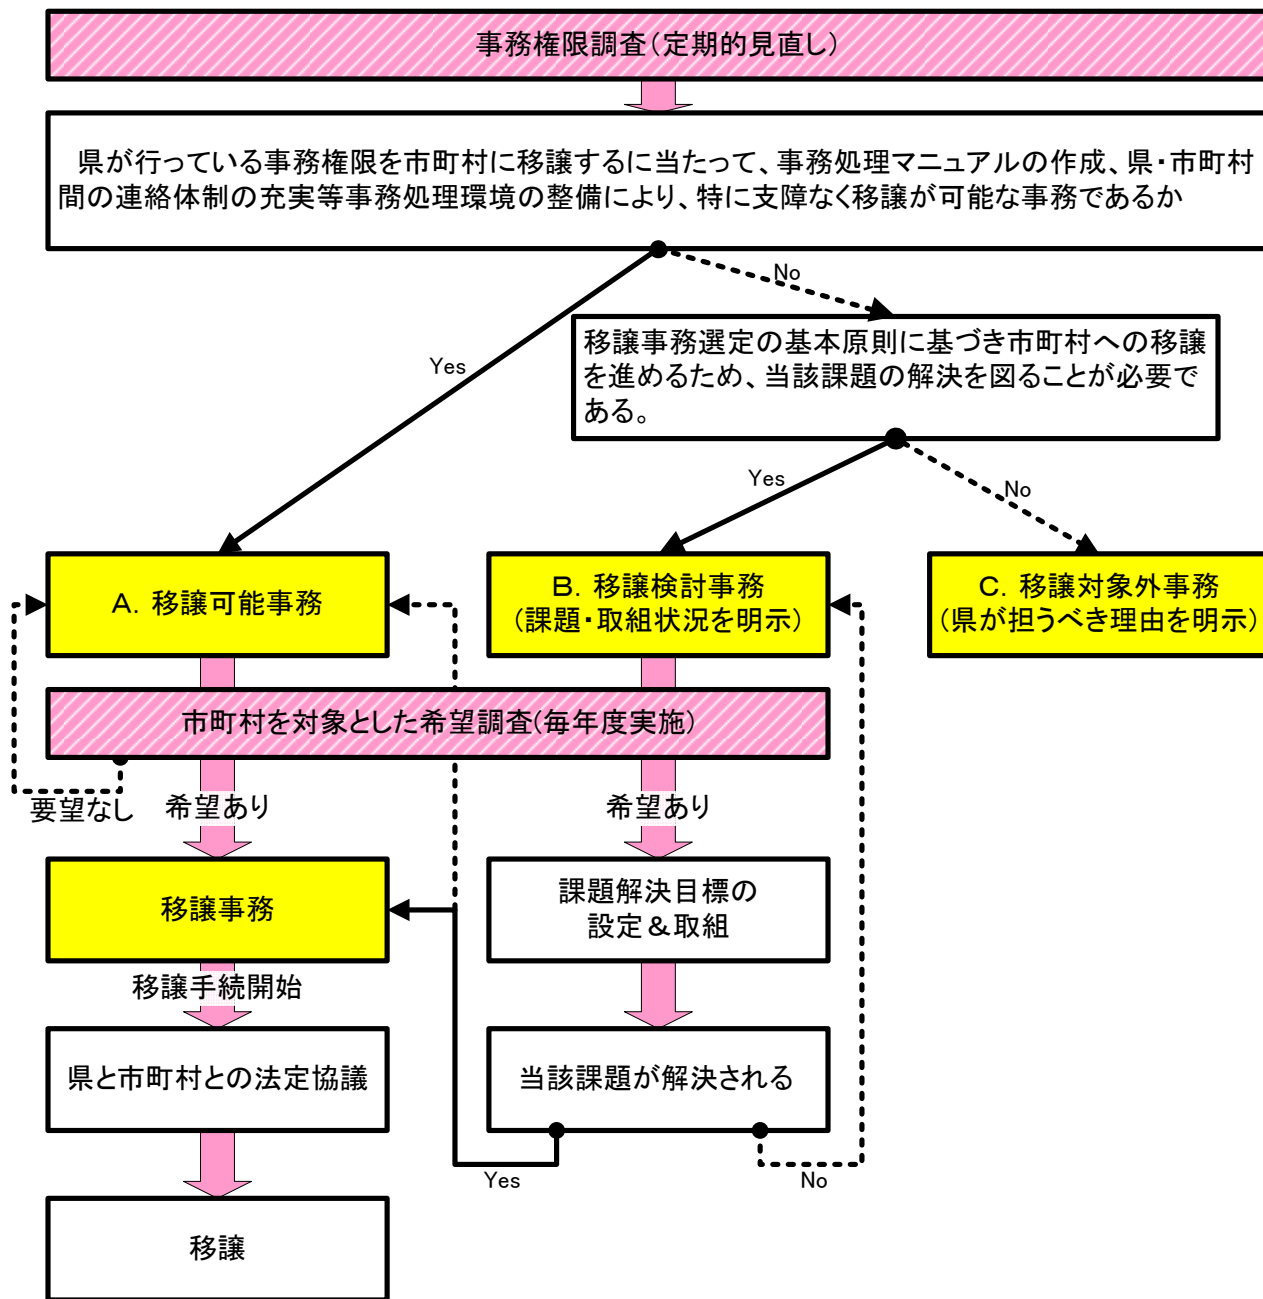 事務権限調査(定期的見直し)
県が行っている事務権限を市町村に移譲するに当たって、事務処理マニュアルの作成、県・市町村
間の連絡体制の充実等事務処理環境の整備により、特に支障なく移譲が可能な事務であるか
No
移譲事務選定の基本原則に基づき市町村への移譲
を進めるため、当該課題の解決を図ることが必要で
ある。
Yes
Yes
No
A. 移譲可能事務
B. 移譲検討事務
(課題・取組状況を明示)
C. 移譲対象外事務
(県が担うべき理由を明示)
市町村を対象とした希望調査(毎年度実施)
要望なし
希望あり
希望あり
移譲事務
課題解決目標の
設定&取組
移譲手続開始
県と市町村との法定協議
当該課題が解決される
Yes
No
移譲